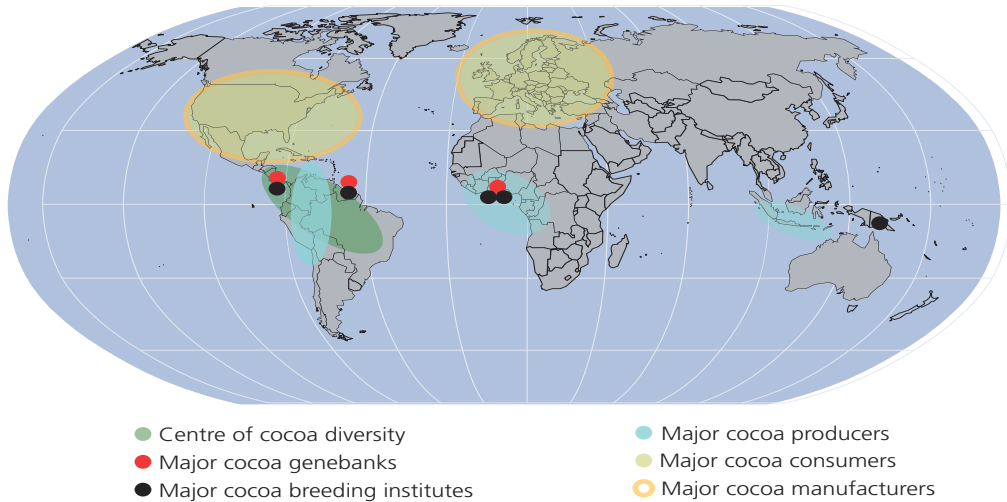 Centre of cocoa diversity
Major cocoa genebanks
Major cocoa breeding institutes
Major cocoa producers
Major cocoa consumers
Major cocoa manufacturers